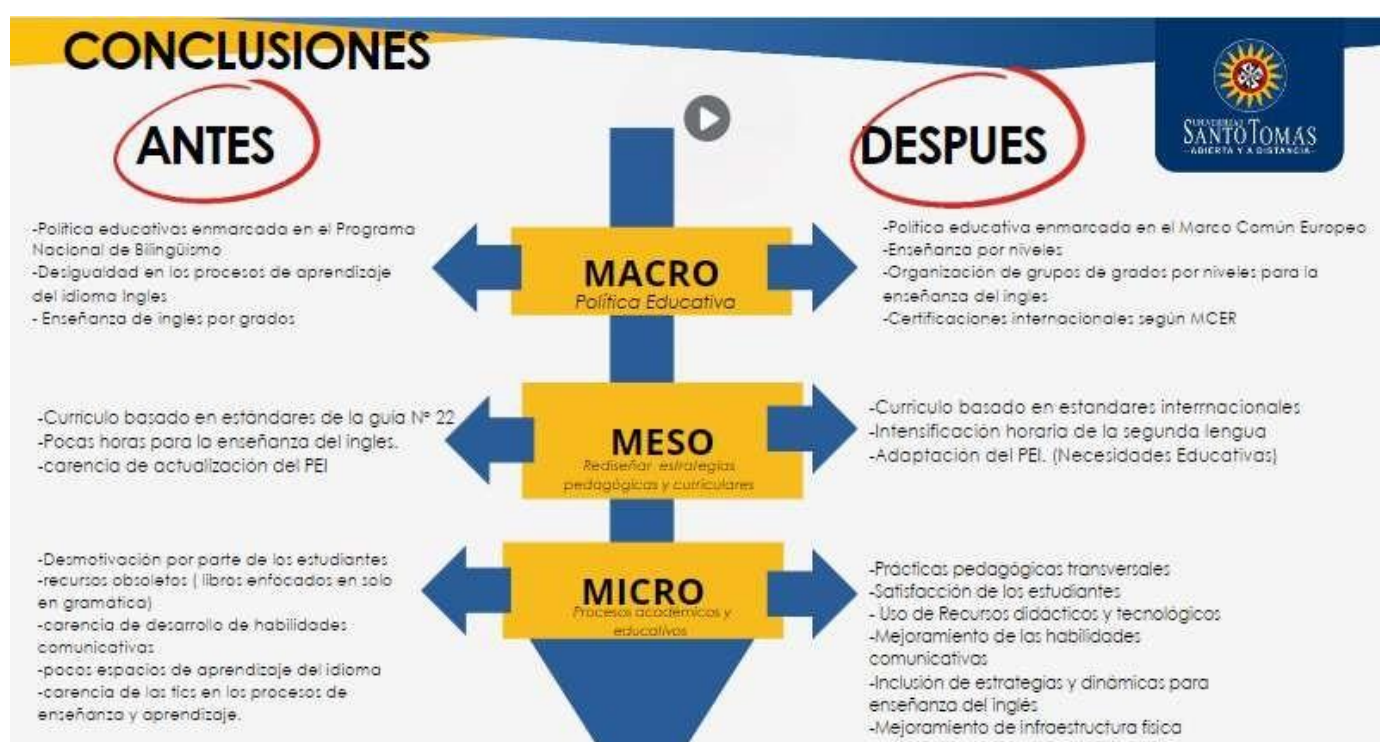 CONCLUSIONES
ANTES
DESPUES
UNIVERSIDAD
SANTO TOMAS
ABIERTA Y A DISTANCIA
-Política educativas enmarcada en el Programa
Nacional de Bilingüismo
-Desigualdad en los procesos de aprendizaje
del idioma Ingles
- Enseñanza de ingles por grados
MACRO
Política Educativa
-Política educativa enmarcada en el Marco Común Europeo
-Enseñanza por niveles
-Organización de grupos de grados por niveles para la
enseñanza del ingles
-Certificaciones internacionales según MCER
-Curriculo basado en estándares de la guía Nº 22
-Pocas horas para la enseñanza del ingles.
-carencia de actualización del PEI
MESO
Rediseñar estrategias
pedagógicas y curriculares
-Curriculo basado en estandares interrnacionales
-Intensificación horaria de la segunda lengua
-Adaptación del PEI. (Necesidades Educativas)
-Desmotivación por parte de los estudiantes
-recursos obsoletos ( libros enfocados en solo
en gramática)
-carencia de desarrollo de habilidades
comunicativas
-pocos espacios de aprendizaje del idioma
-carencia de las tics en los procesos de
enseñanza y aprendizaje.
MICRO
Procesos académicos y
educativos
-Prácticas pedagógicas transversales
-Satisfacción de los estudiantes
- Uso de Recursos didácticos y tecnológicos
-Mejoramiento de las habilidades
comunicativas
-Inclusión de estrategias y dinámicas para
enseñanza del inglés
-Mejoramiento de infraestructura física